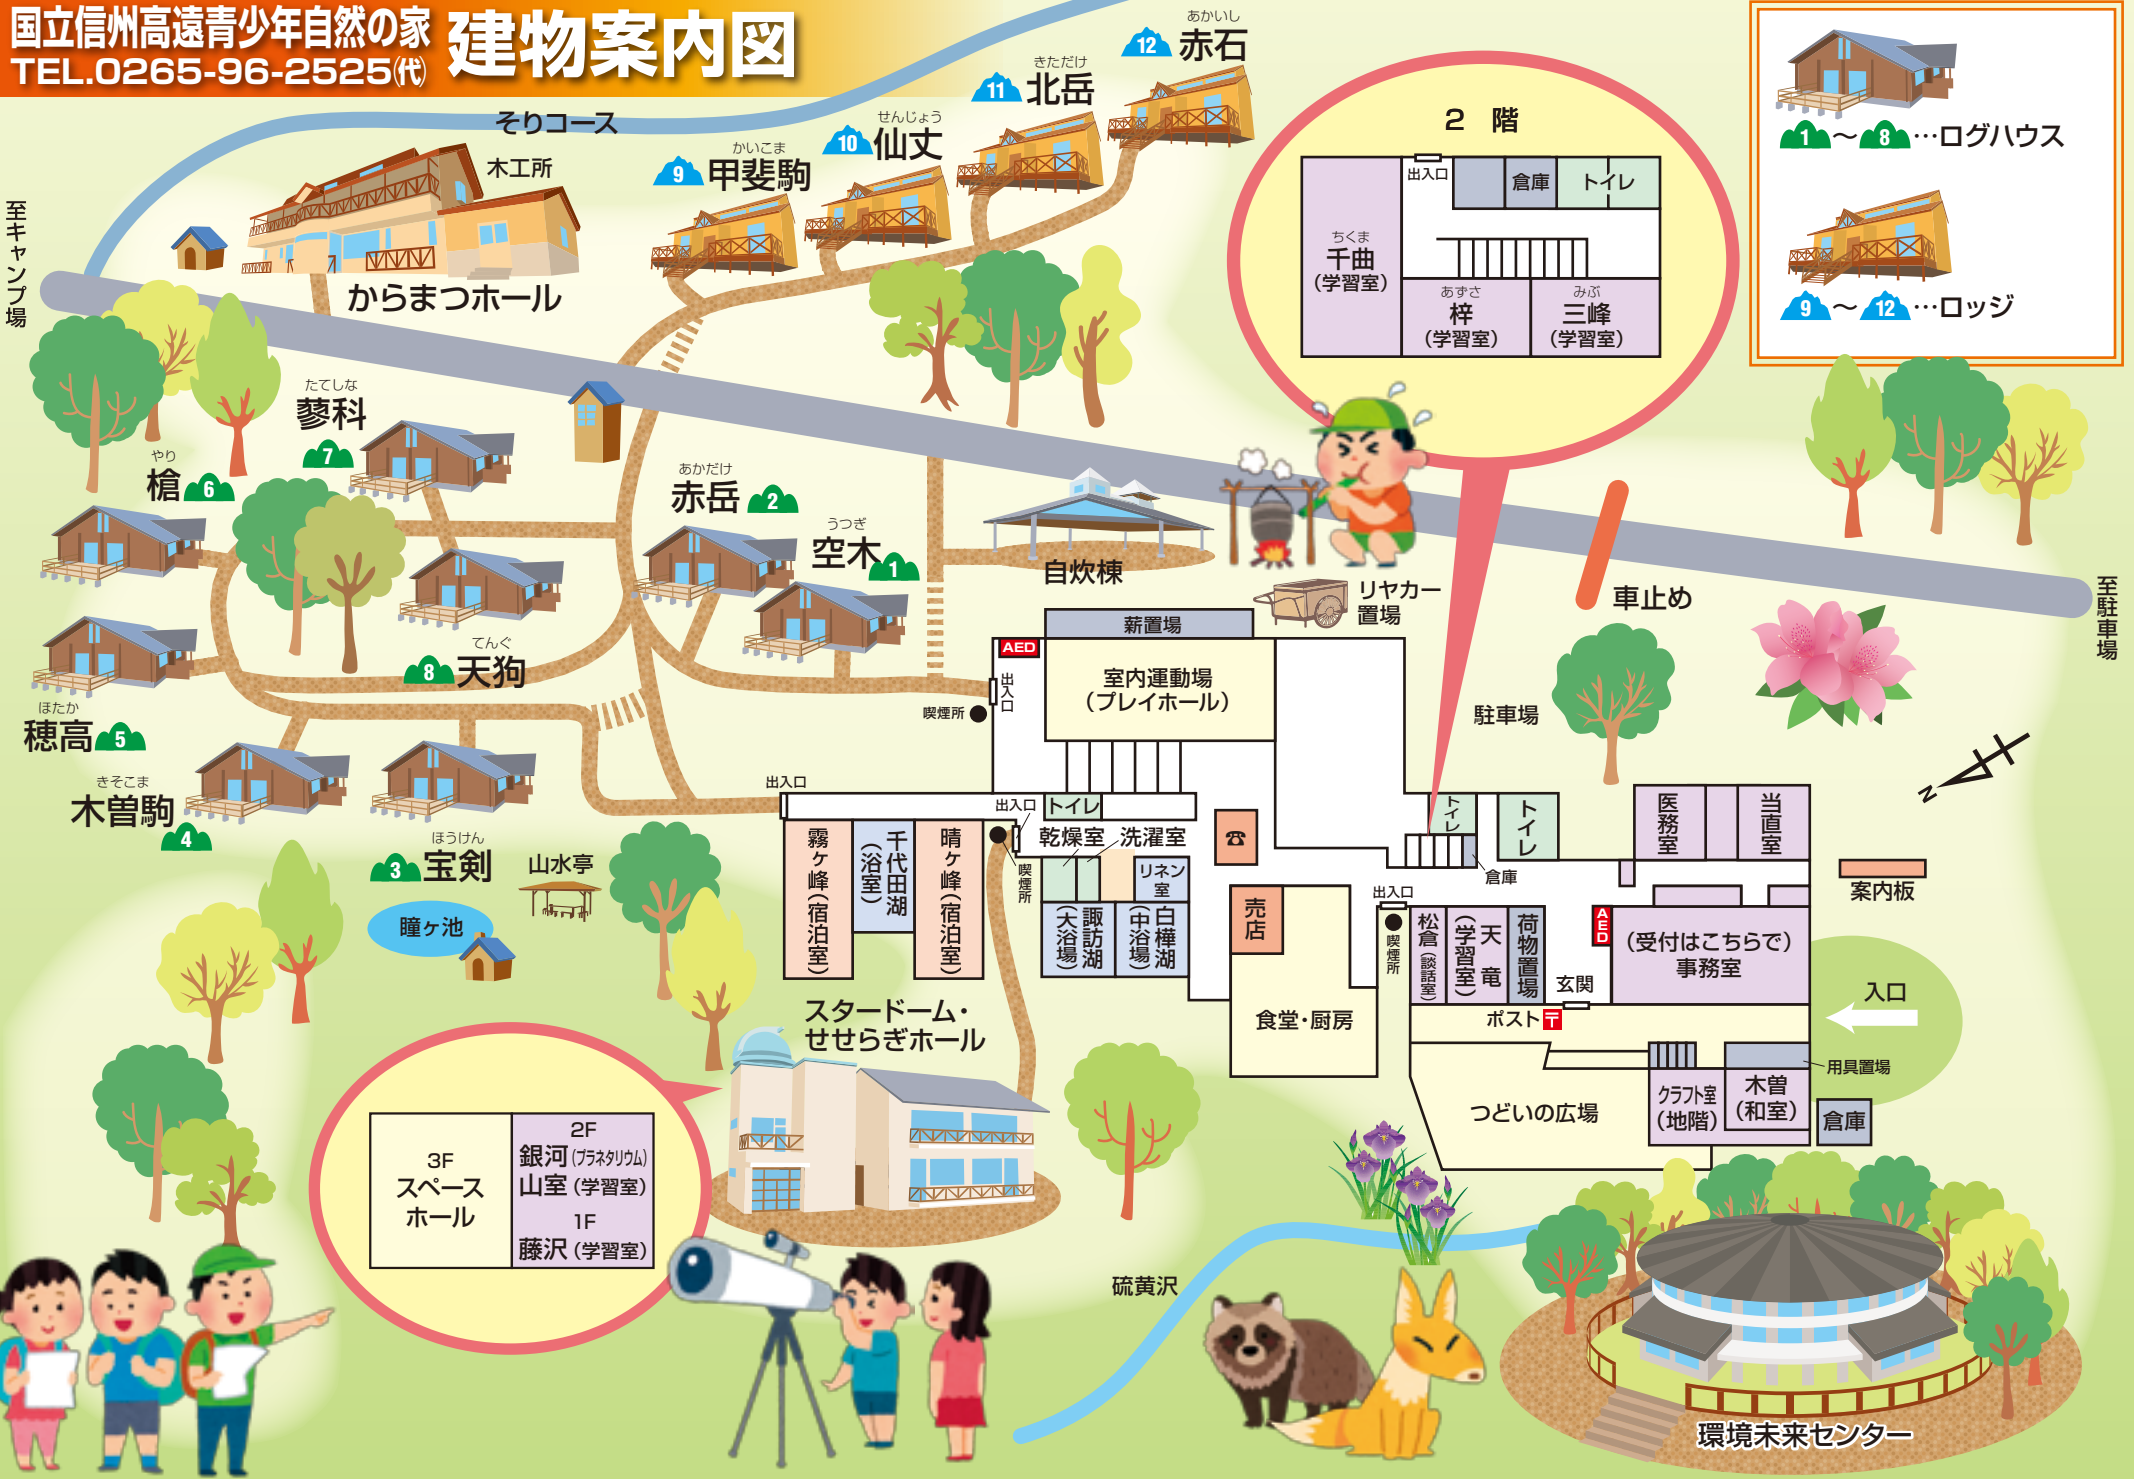 国立信州高遠青少年自然の家
TEL.0265-96-2525㈹
建物案内図
そりコース
木工所
からまつホール
至キャンプ場
かいこま
9 甲斐駒
せんじょう
10 仙丈
きただけ
11 北岳
あかいし
12 赤石
2 階
出入口
倉庫
トイレ
ちくま
千曲
(学習室)
あずさ
梓
(学習室)
みぶ
三峰
(学習室)
1～8…ログハウス
9～12…ロッジ
たてしな
蓼科
7
やり
槍 6
あかだけ
赤岳 2
うつぎ
空木 1
てんぐ
8 天狗
ほたか
穂高 5
きそこま
木曽駒
4
ほうけん
3 宝剣
山水亭
瞳ヶ池
自炊棟
リヤカー
置場
車止め
至駐車場
薪置場
AED
出入口
室内運動場
(プレイホール)
喫煙所
駐車場
N
出入口
出入口
トイレ
乾燥室
洗濯室
霧ヶ峰(宿泊室)
千代田湖
(浴室)
晴ヶ峰(宿泊室)
喫煙所
リネン
室
諏訪湖
(大浴場)
白樺湖
(中浴場)
☎
売店
食堂・厨房
トイレ
トイレ
倉庫
医務室
当直室
案内板
出入口
喫煙所
松倉(談話室)
天竜
(学習室)
荷物置場
AED
(受付はこちらで)
事務室
玄関
入口
ポスト〒
用具置場
つどいの広場
クラフト室
(地階)
木曽
(和室)
倉庫
スタードーム・
せせらぎホール
3F
スペース
ホール
2F
銀河(プラネタリウム)
山室(学習室)
1F
藤沢(学習室)
硫黄沢
環境未来センター